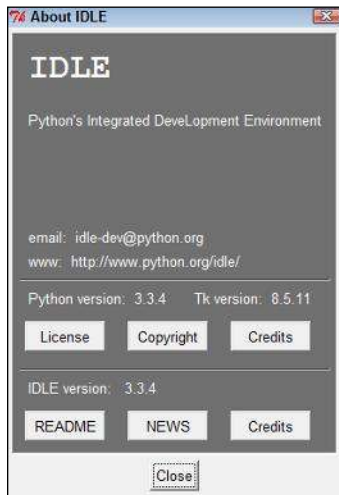 About IDLE
IDLE
Python's Integrated DeveLopment Environment
email: idle-dev@python.org
www: http://www.python.org/idle/
Python version: 3.3.4 Tk version: 8.5.11
License Copyright Credits
IDLE version: 3.3.4
README NEWS Credits
Close